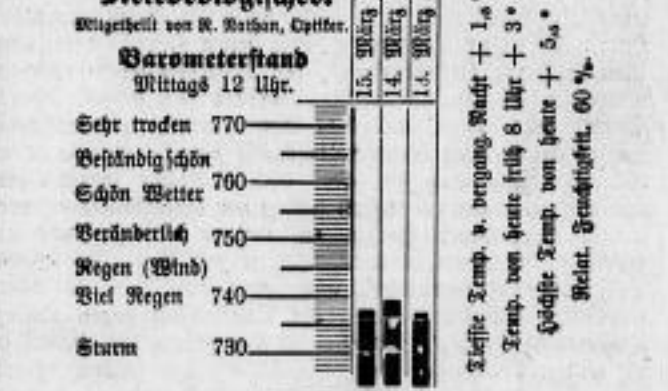 Mitgetheilt von R. Nathan, Optiker.
Barometerstand
Mittags 12 Uhr.
15. März
14. März
13. März
Sehr trocken 770
Beständig schön
760
Schön Wetter
Veränderlich 750
Regen (Wind)
Viel Regen 740
Sturm 730
Tiefste Temp. v. vergang. Nacht +
Temp. von heute früh 8 Uhr + 3°
Höchste Temp. von heute +
Relat. Feuchtigkeit. 60 %.